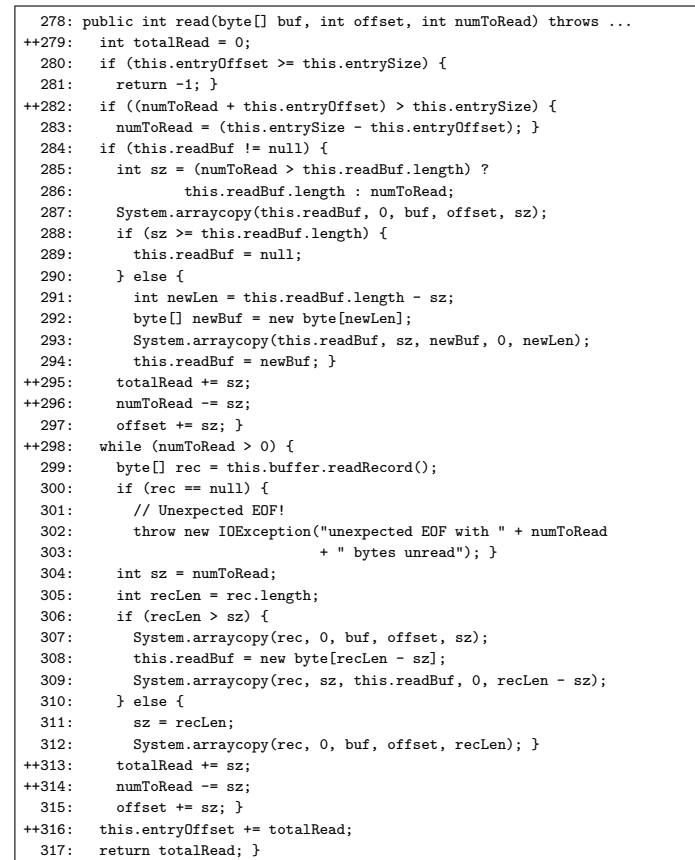 278: public int read(byte[] buf, int offset, int numToRead) throws ...
++279:   int totalRead = 0;
280:   if (this.entryOffset >= this.entrySize) {
281:     return -1; }
++282:   if ((numToRead + this.entryOffset) > this.entrySize) {
283:     numToRead = (this.entrySize - this.entryOffset); }
284:   if (this.readBuf != null) {
285:     int sz = (numToRead > this.readBuf.length) ?
286:             this.readBuf.length : numToRead;
287:     System.arraycopy(this.readBuf, 0, buf, offset, sz);
288:     if (sz >= this.readBuf.length) {
289:       this.readBuf = null;
290:     } else {
291:       int newLen = this.readBuf.length - sz;
292:       byte[] newBuf = new byte[newLen];
293:       System.arraycopy(this.readBuf, sz, newBuf, 0, newLen);
294:       this.readBuf = newBuf; }
++295:     totalRead += sz;
++296:     numToRead -= sz;
297:     offset += sz; }
++298:   while (numToRead > 0) {
299:     byte[] rec = this.buffer.readRecord();
300:     if (rec == null) {
301:       // Unexpected EOF!
302:       throw new IOException("unexpected EOF with " + numToRead
303:                             + " bytes unread"); }
304:     int sz = numToRead;
305:     int recLen = rec.length;
306:     if (recLen > sz) {
307:       System.arraycopy(rec, 0, buf, offset, sz);
308:       this.readBuf = new byte[recLen - sz];
309:       System.arraycopy(rec, sz, this.readBuf, 0, recLen - sz);
310:     } else {
311:       sz = recLen;
312:       System.arraycopy(rec, 0, buf, offset, recLen); }
++313:     totalRead += sz;
++314:     numToRead -= sz;
315:     offset += sz; }
++316:   this.entryOffset += totalRead;
317:   return totalRead; }